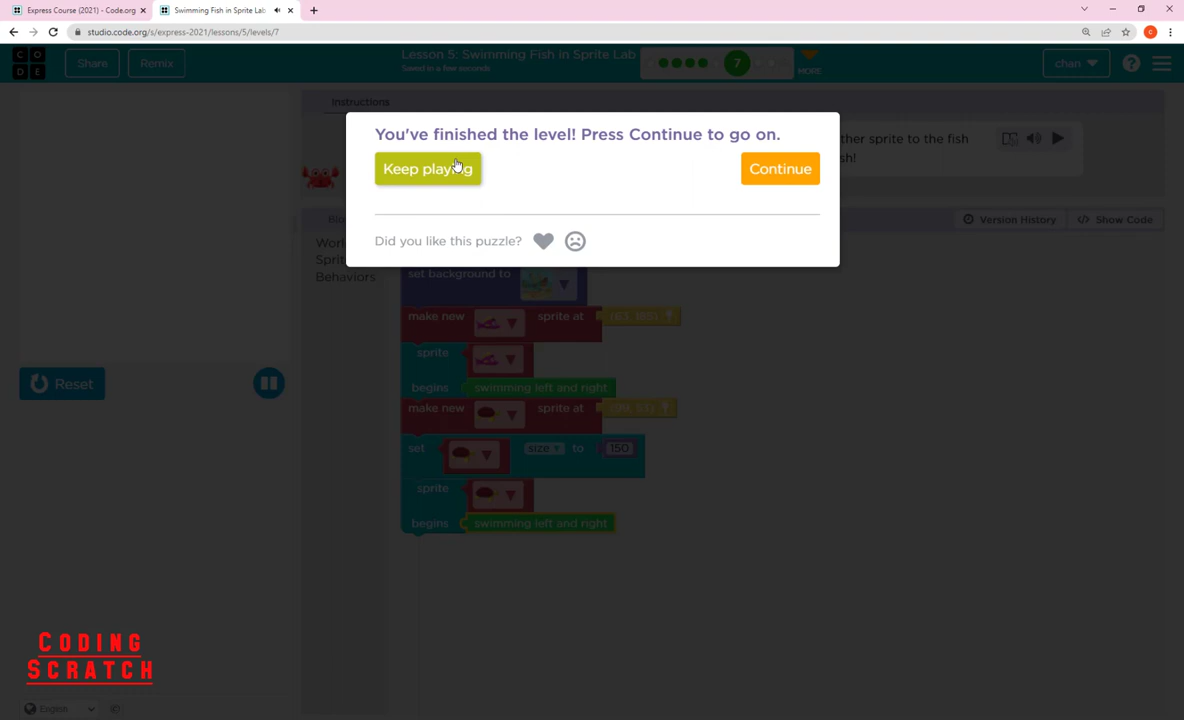 Express Course (2021) - Code.org
Swimming Fish in Sprite Lab
studio.code.org/s/express-2021/lessons/5/levels/7
CODE
Share
Remix
Lesson 5: Swimming Fish in Sprite Lab
Saved in a few seconds
7
MORE
chan
Instructions
You've finished the level! Press Continue to go on.
ther sprite to the fish
sh!
Keep playing
Continue
Did you like this puzzle?
Version History
Show Code
Worl
Sprit
Behaviors
set background to
make new sprite at
sprite
begins swimming left and right
make new sprite at
set size to 150
sprite
begins swimming left and right
Reset
CODING
SCRATCH
English